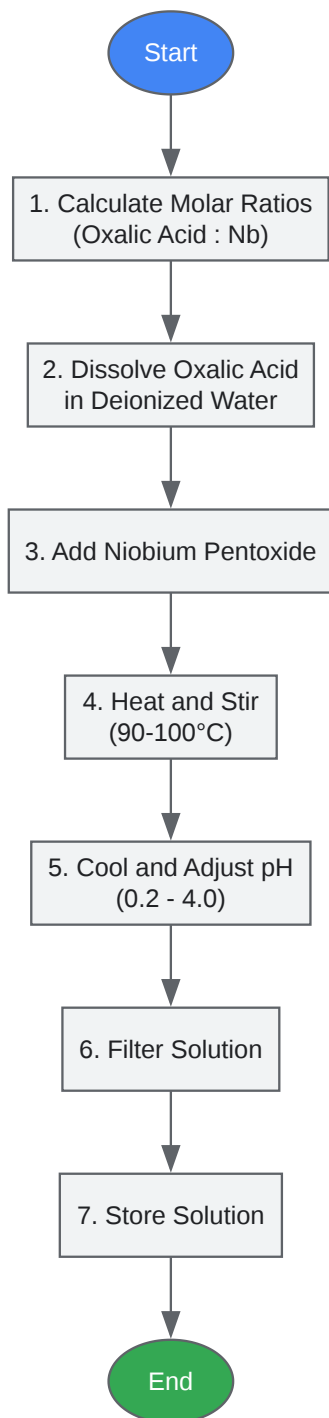 Start
1. Calculate Molar Ratios
(Oxalic Acid : Nb)
2. Dissolve Oxalic Acid
in Deionized Water
3. Add Niobium Pentoxide
4. Heat and Stir
(90-100°C)
5. Cool and Adjust pH
(0.2 - 4.0)
6. Filter Solution
7. Store Solution
End